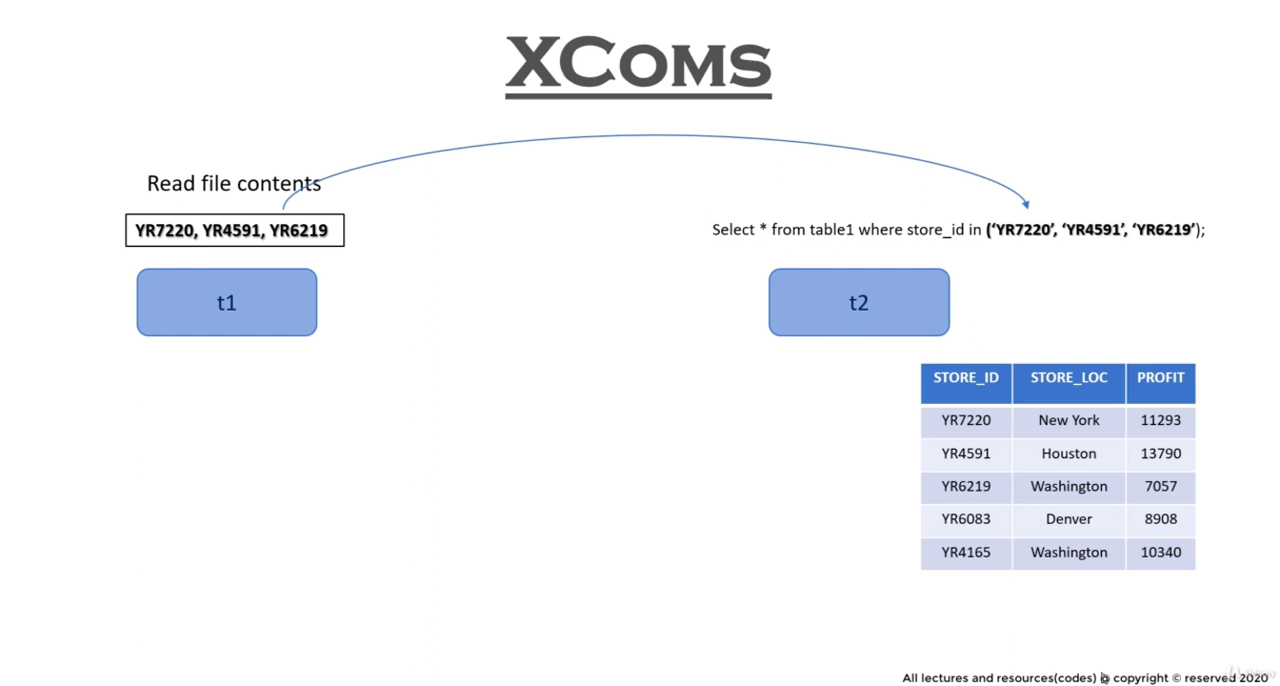 XComs
Read file contents
YR7220, YR4591, YR6219
Select * from table1 where store_id in (‘YR7220’, ‘YR4591’, ‘YR6219’);
t1
t2
STORE_ID STORE_LOC PROFIT
YR7220 New York 11293
YR4591 Houston 13790
YR6219 Washington 7057
YR6083 Denver 8908
YR4165 Washington 10340
All lectures and resources(codes) @ copyright © reserved 2020